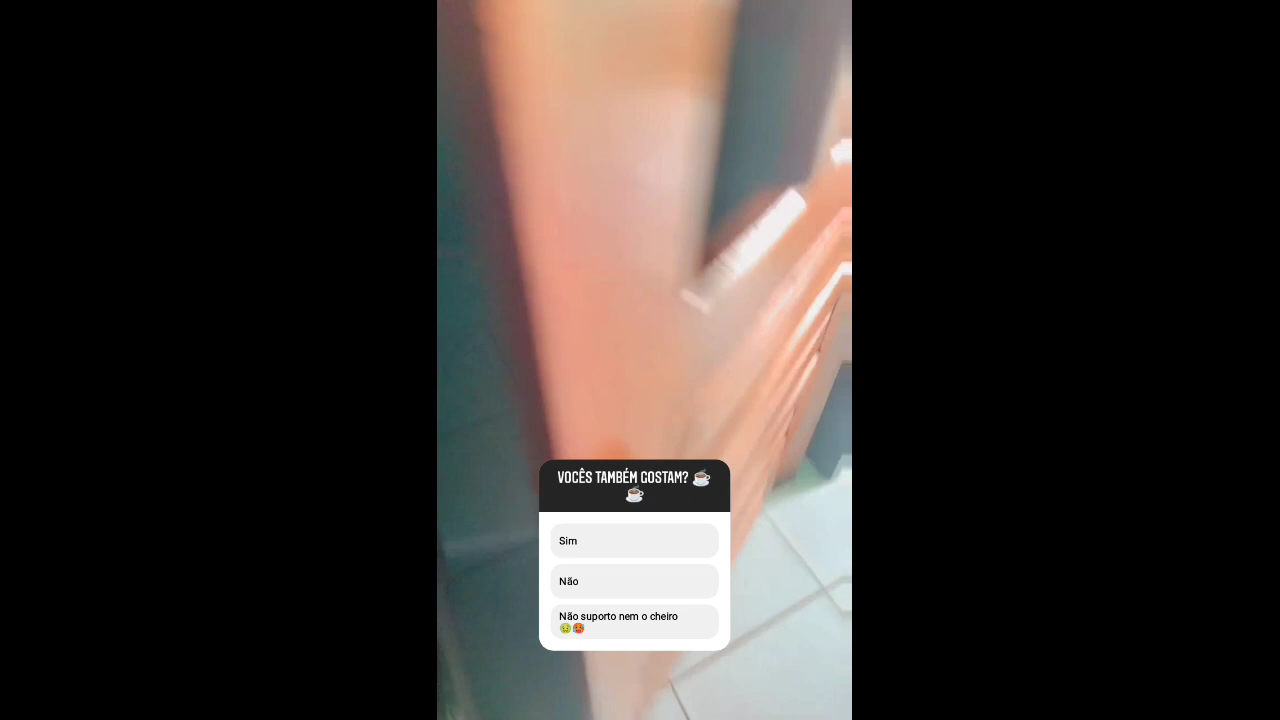 VOCÊS TAMBÉM GOSTAM? ☕
☕
Sim
Não
Não suporto nem o cheiro
🤢🥵